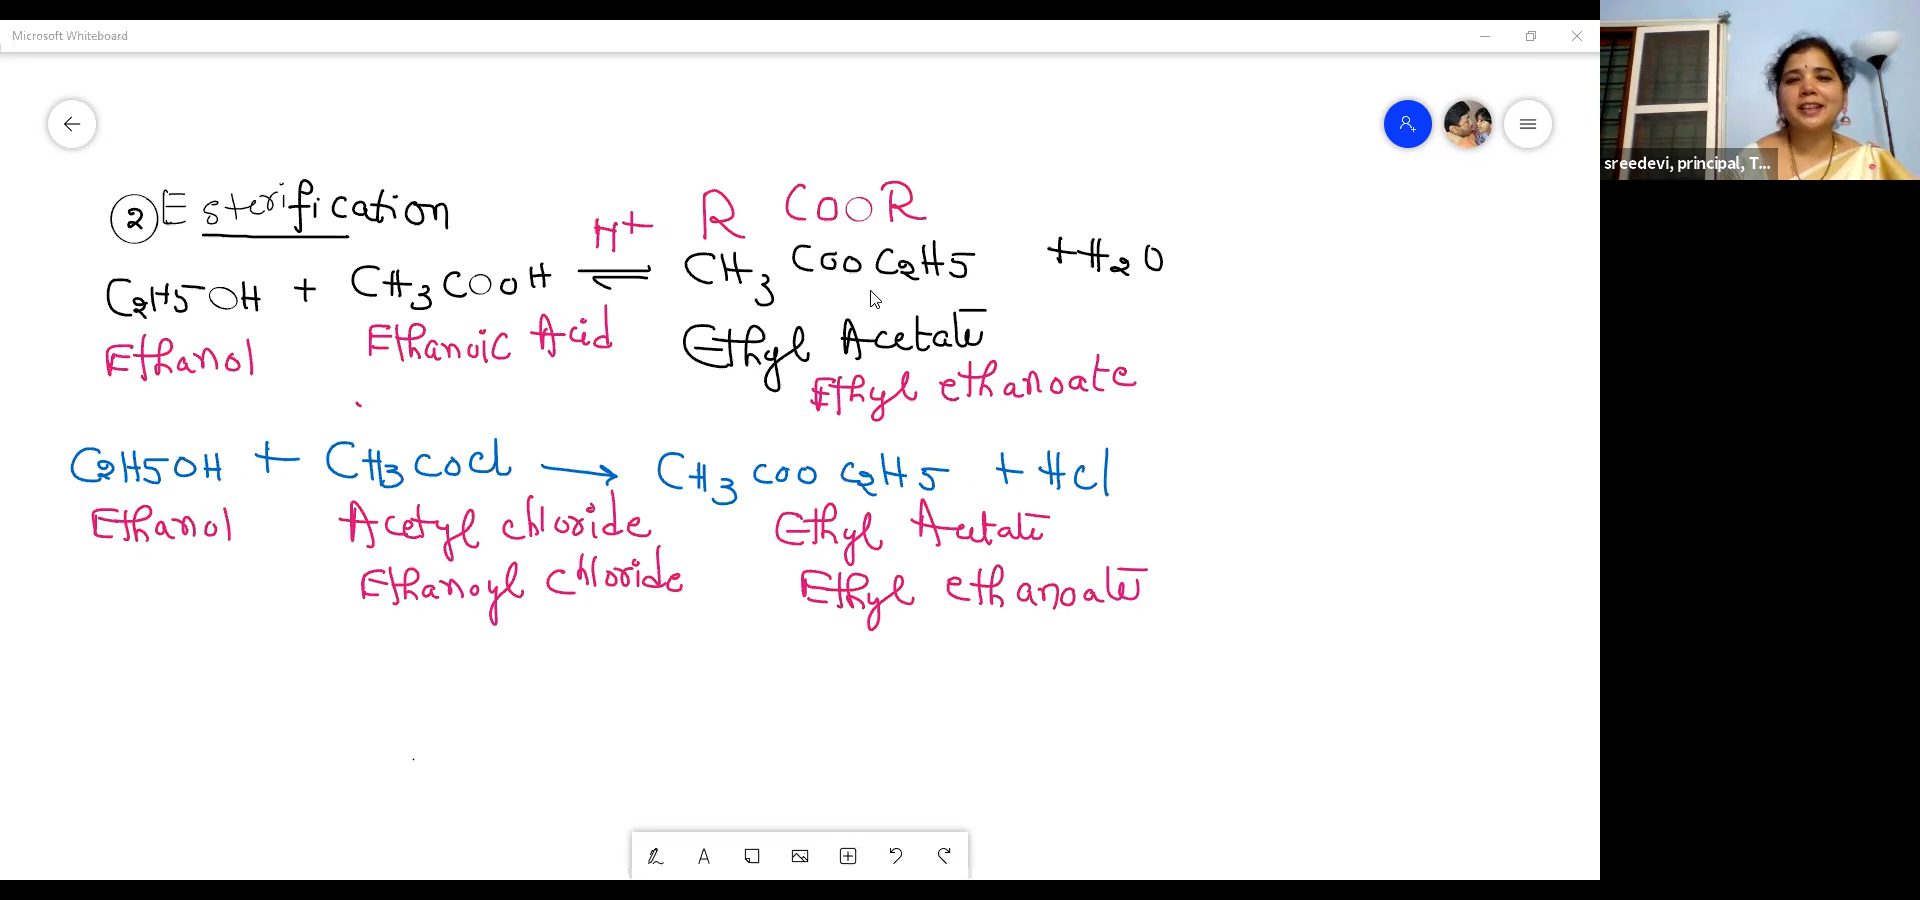 Microsoft Whiteboard
sreedevi, principal, T...
② Esterification
H+ R COOR
C2H5OH + CH3COOH ⇌ CH3 COO C2H5 + H2O
Ethanol Ethanoic Acid Ethyl Acetate
Ethyl ethanoate
C2H5OH + CH3COCl → CH3 COO C2H5 + HCl
Ethanol Acetyl chloride Ethyl Acetate
Ethanoyl chloride Ethyl ethanoate
A